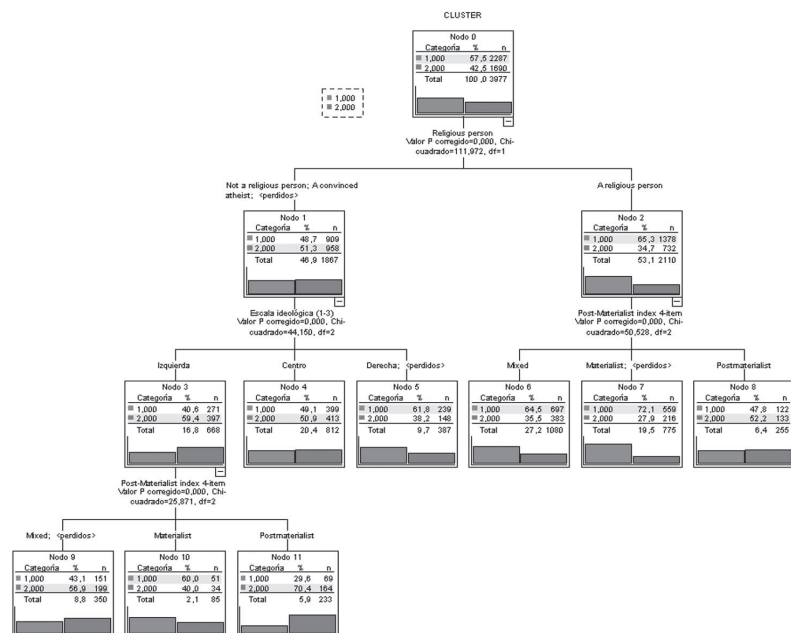 CLUSTER
Nodo 0
Categoría % n
1,000 57,5 2287
2,000 42,5 1690
Total 100,0 3977
1,000
2,000
Religious person
Valor P corregido=0,000, Chi-
cuadrado=111,972, df=1
Not a religious person; A convinced
atheist; <perdidos>
A religious person
Nodo 1
Categoría % n
1,000 48,7 909
2,000 51,3 958
Total 46,9 1867
Nodo 2
Categoría % n
1,000 65,3 1378
2,000 34,7 732
Total 53,1 2110
Escala ideológica (1-3)
Valor P corregido=0,000, Chi-
cuadrado=44,150, df=2
Post-Materialist index 4-item
Valor P corregido=0,000, Chi-
cuadrado=50,528, df=2
Izquierda
Centro
Derecha; <perdidos>
Mixed
Materialist; <perdidos>
Postmaterialist
Nodo 3
Categoría % n
1,000 40,6 271
2,000 59,4 397
Total 16,8 668
Nodo 4
Categoría % n
1,000 49,1 399
2,000 50,9 413
Total 20,4 812
Nodo 5
Categoría % n
1,000 61,8 239
2,000 38,2 148
Total 9,7 387
Nodo 6
Categoría % n
1,000 64,5 697
2,000 35,5 383
Total 27,2 1080
Nodo 7
Categoría % n
1,000 72,1 559
2,000 27,9 216
Total 19,5 775
Nodo 8
Categoría % n
1,000 47,8 122
2,000 52,2 133
Total 6,4 255
Post-Materialist index 4-item
Valor P corregido=0,000, Chi-
cuadrado=25,871, df=2
Mixed; <perdidos>
Materialist
Postmaterialist
Nodo 9
Categoría % n
1,000 43,1 151
2,000 56,9 199
Total 8,8 350
Nodo 10
Categoría % n
1,000 60,0 51
2,000 40,0 34
Total 2,1 85
Nodo 11
Categoría % n
1,000 29,6 69
2,000 70,4 164
Total 5,9 233